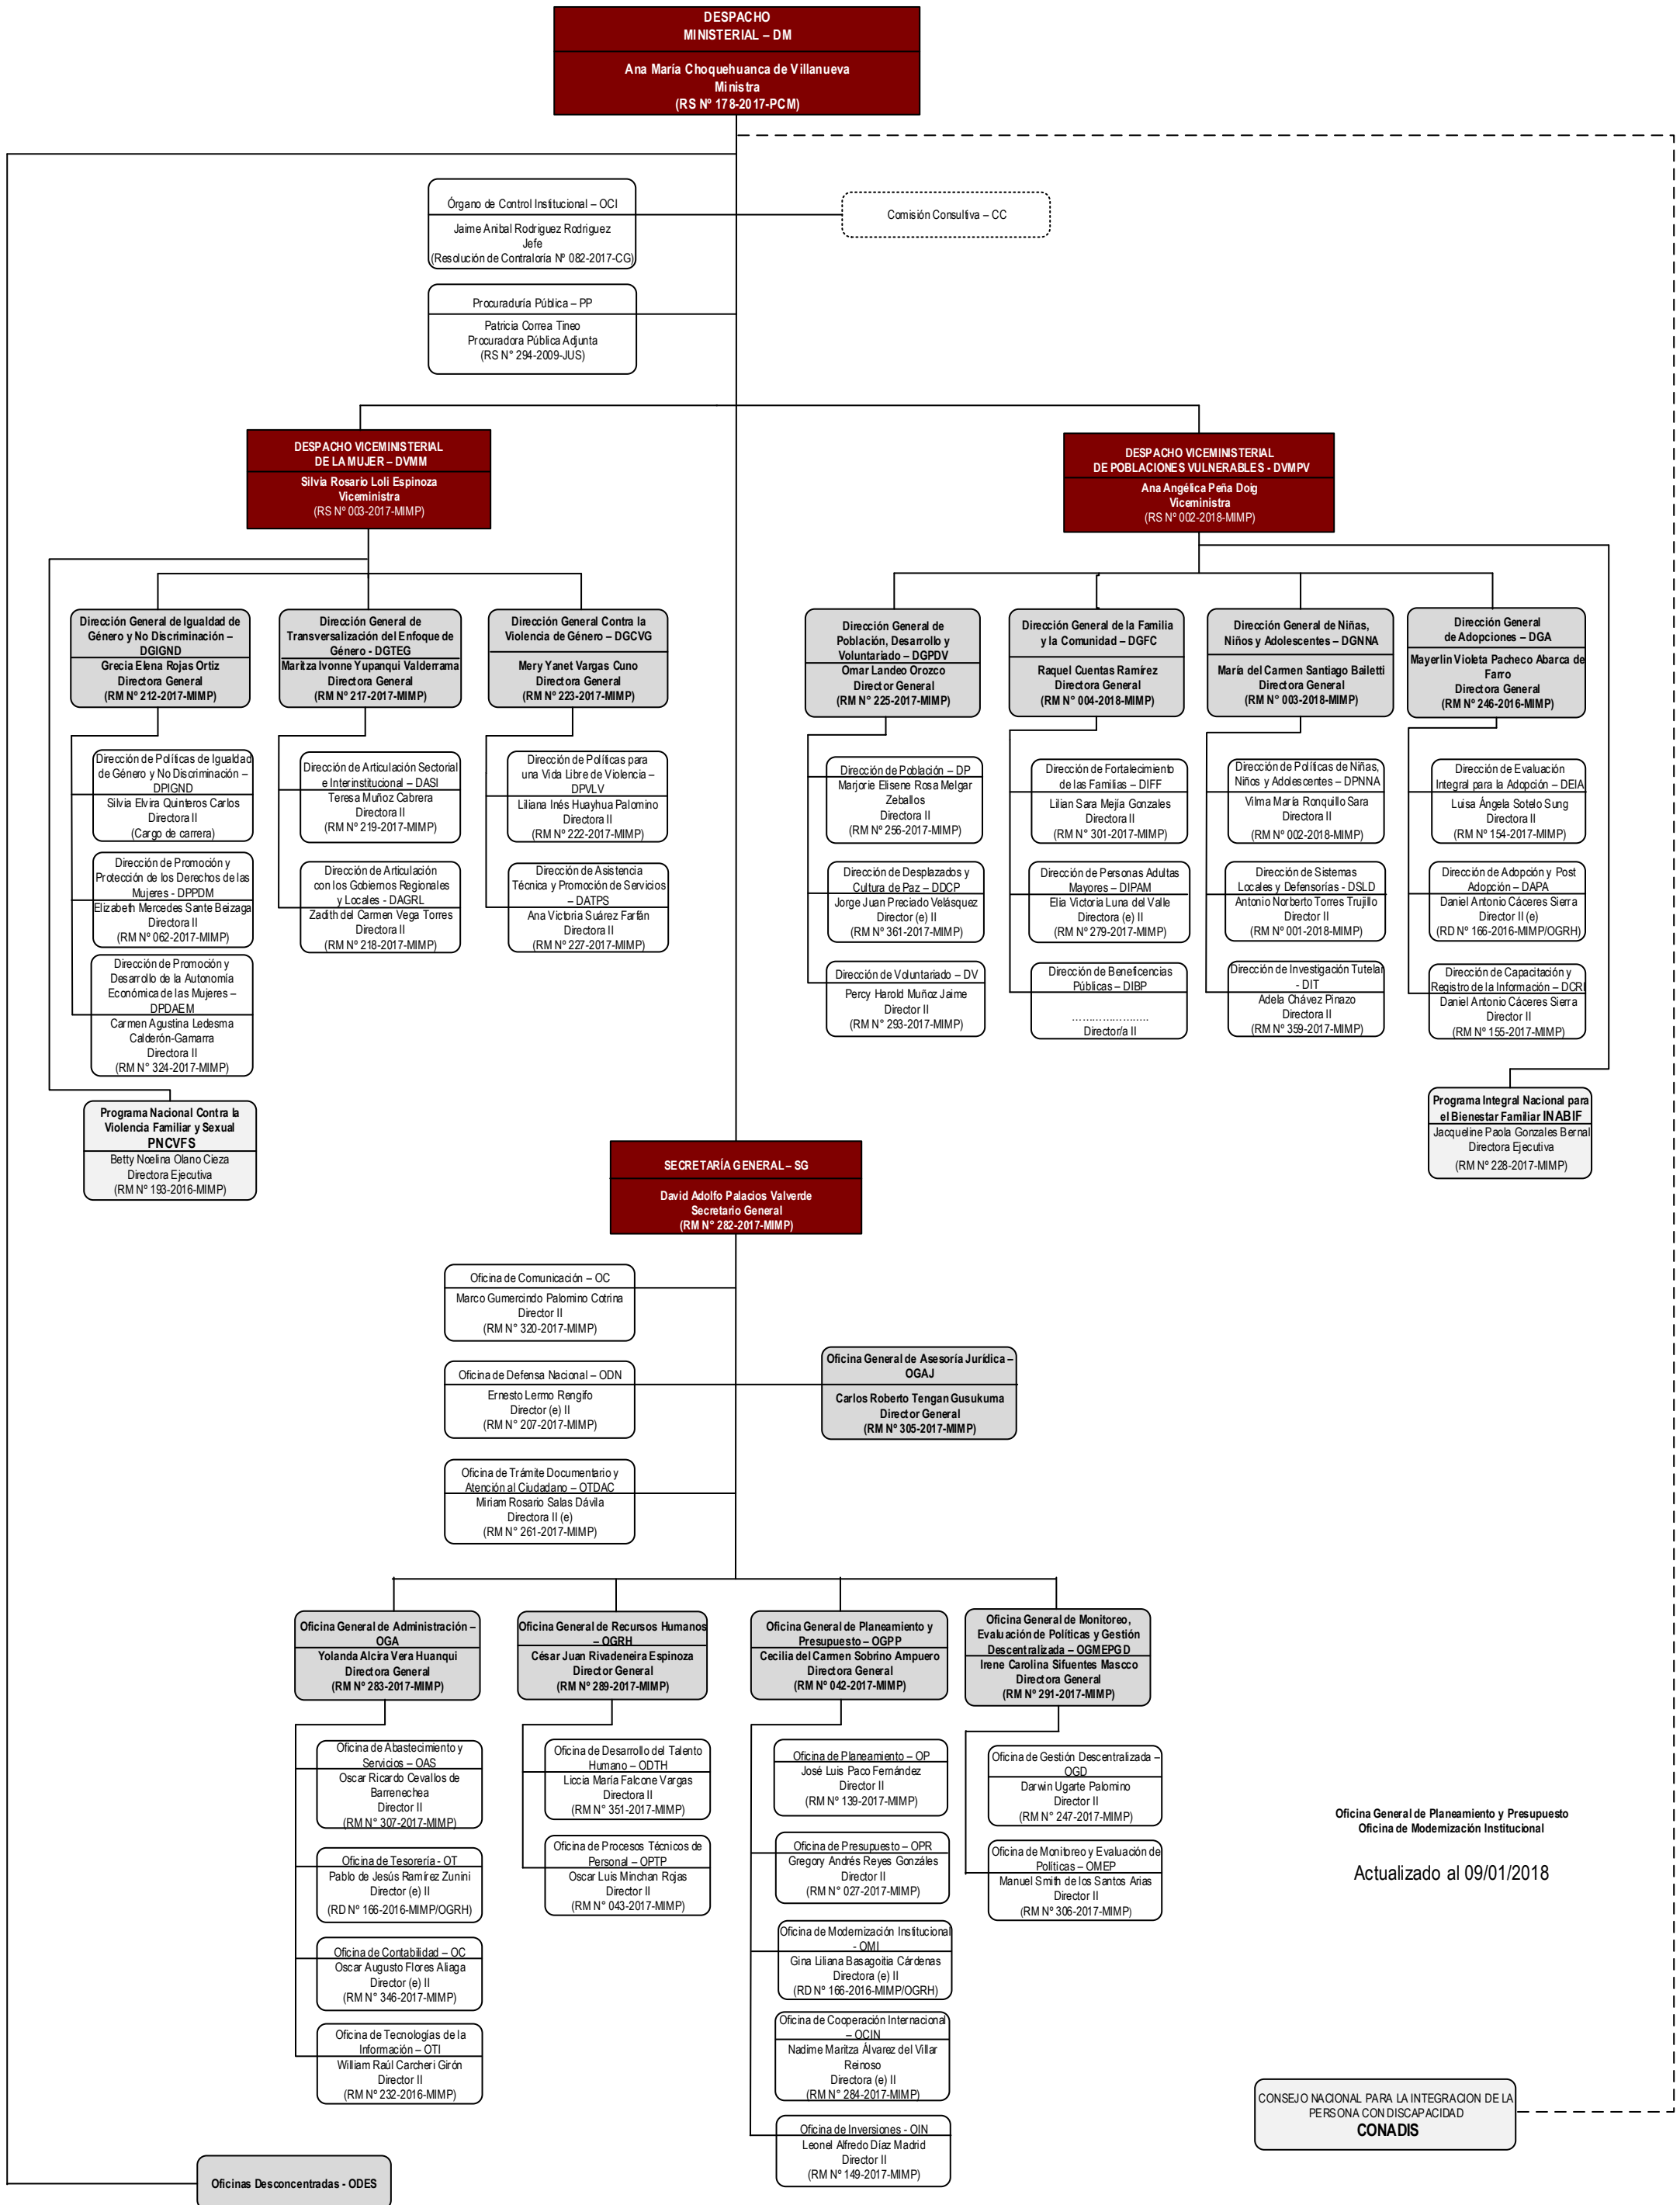 DESPACHO
MINISTERIAL – DM
Ana María Choquehuanca de Villanueva
Ministra
(RS Nº 178-2017-PCM)
Órgano de Control Institucional – OCI
Jaime Anibal Rodriguez Rodriguez
Jefe
(Resolución de Contraloría Nº 082-2017-CG)
Comisión Consultiva – CC
Procuraduría Pública – PP
Patricia Correa Tineo
Procuradora Pública Adjunta
(RS N° 294-2009-JUS)
DESPACHO VICEMINISTERIAL
DE LA MUJER – DVMM
Silvia Rosario Loli Espinoza
Viceministra
(RS Nº 003-2017-MIMP)
DESPACHO VICEMINISTERIAL
DE POBLACIONES VULNERABLES - DVMPV
Ana Angélica Peña Doig
Viceministra
(RS Nº 002-2018-MIMP)
Dirección General de Igualdad de
Género y No Discriminación –
DGIGND
Grecia Elena Rojas Ortiz
Directora General
(RM Nº 212-2017-MIMP)
Dirección General de
Transversalización del Enfoque de
Género - DGTEG
Maritza Ivonne Yupanqui Valderrama
Directora General
(RM Nº 217-2017-MIMP)
Dirección General Contra la
Violencia de Género – DGCVG
Mery Yanet Vargas Cuno
Directora General
(RM Nº 223-2017-MIMP)
Dirección General de
Población, Desarrollo y
Voluntariado – DGPDV
Omar Landeo Orozco
Director General
(RM N° 225-2017-MIMP)
Dirección General de la Familia
y la Comunidad – DGFC
Raquel Cuentas Ramírez
Directora General
(RM N° 004-2018-MIMP)
Dirección General de Niñas,
Niños y Adolescentes – DGNNA
María del Carmen Santiago Bailetti
Directora General
(RM N° 003-2018-MIMP)
Dirección General
de Adopciones – DGA
Mayerlin Violeta Pacheco Abarca de
Farro
Directora General
(RM Nº 246-2016-MIMP)
Dirección de Políticas de Igualdad
de Género y No Discriminación –
DPIGND
Silvia Elvira Quinteros Carlos
Directora II
(Cargo de carrera)
Dirección de Promoción y
Protección de los Derechos de las
Mujeres - DPPDM
Elizabeth Mercedes Sante Beizaga
Directora II
(RM Nº 062-2017-MIMP)
Dirección de Promoción y
Desarrollo de la Autonomía
Económica de las Mujeres –
DPDAEM
Carmen Agustina Ledesma
Calderón-Gamarra
Directora II
(RM N° 324-2017-MIMP)
Dirección de Articulación Sectorial
e Interinstitucional – DASI
Teresa Muñoz Cabrera
Directora II
(RM Nº 219-2017-MIMP)
Dirección de Articulación
con los Gobiernos Regionales
y Locales - DAGRL
Zadith del Carmen Vega Torres
Directora II
(RM N° 218-2017-MIMP)
Dirección de Políticas para
una Vida Libre de Violencia –
DPVLV
Liliana Inés Huayhua Palomino
Directora II
(RM N° 222-2017-MIMP)
Dirección de Asistencia
Técnica y Promoción de Servicios
– DATPS
Ana Victoria Suárez Farfán
Directora II
(RM Nº 227-2017-MIMP)
Dirección de Población – DP
Marjorie Elisene Rosa Melgar
Zeballos
Directora II
(RM N° 256-2017-MIMP)
Dirección de Desplazados y
Cultura de Paz – DDCP
Jorge Juan Preciado Velásquez
Director (e) II
(RM N° 361-2017-MIMP)
Dirección de Voluntariado – DV
Percy Harold Muñoz Jaime
Director II
(RM N° 293-2017-MIMP)
Dirección de Fortalecimiento
de las Familias – DIFF
Lilian Sara Mejía Gonzales
Directora II
(RM N° 301-2017-MIMP)
Dirección de Personas Adultas
Mayores – DIPAM
Elia Victoria Luna del Valle
Directora (e) II
(RM N° 279-2017-MIMP)
Dirección de Beneficencias
Públicas – DIBP
.......................
Director/a II
Dirección de Políticas de Niñas,
Niños y Adolescentes – DPNNA
Vilma María Ronquillo Sara
Directora II
(RM Nº 002-2018-MIMP)
Dirección de Sistemas
Locales y Defensorías - DSLD
Antonio Norberto Torres Trujillo
Director II
(RM N° 001-2018-MIMP)
Dirección de Investigación Tutelar
- DIT
Adela Chávez Pinazo
Directora II
(RM N° 359-2017-MIMP)
Dirección de Evaluación
Integral para la Adopción – DEIA
Luisa Ángela Sotelo Sung
Directora II
(RM N° 154-2017-MIMP)
Dirección de Adopción y Post
Adopción – DAPA
Daniel Antonio Cáceres Sierra
Director II (e)
(RD Nº 166-2016-MIMP/OGRH)
Dirección de Capacitación y
Registro de la Información – DCRI
Daniel Antonio Cáceres Sierra
Director II
(RM N° 155-2017-MIMP)
Programa Nacional Contra la
Violencia Familiar y Sexual
PNCVFS
Betty Noelina Olano Cieza
Directora Ejecutiva
(RM Nº 193-2016-MIMP)
Programa Integral Nacional para
el Bienestar Familiar INABIF
Jacqueline Paola Gonzales Bernal
Directora Ejecutiva
(RM N° 228-2017-MIMP)
SECRETARÍA GENERAL – SG
David Adolfo Palacios Valverde
Secretario General
(RM N° 282-2017-MIMP)
Oficina de Comunicación – OC
Marco Gumercindo Palomino Cotrina
Director II
(RM N° 320-2017-MIMP)
Oficina de Defensa Nacional – ODN
Ernesto Lermo Rengifo
Director (e) II
(RM N° 207-2017-MIMP)
Oficina General de Asesoría Jurídica –
OGAJ
Carlos Roberto Tengan Gusukuma
Director General
(RM Nº 305-2017-MIMP)
Oficina de Trámite Documentario y
Atención al Ciudadano – OTDAC
Miriam Rosario Salas Dávila
Directora II (e)
(RM N° 261-2017-MIMP)
Oficina General de Administración –
OGA
Yolanda Alcira Vera Huanqui
Directora General
(RM Nº 283-2017-MIMP)
Oficina General de Recursos Humanos
– OGRH
César Juan Rivadeneira Espinoza
Director General
(RM Nº 289-2017-MIMP)
Oficina General de Planeamiento y
Presupuesto – OGPP
Cecilia del Carmen Sobrino Ampuero
Directora General
(RM Nº 042-2017-MIMP)
Oficina General de Monitoreo,
Evaluación de Políticas y Gestión
Descentralizada – OGMEPGD
Irene Carolina Sifuentes Mascco
Directora General
(RM Nº 291-2017-MIMP)
Oficina de Abastecimiento y
Servicios – OAS
Oscar Ricardo Cevallos de
Barrenechea
Director II
(RM N° 307-2017-MIMP)
Oficina de Tesorería - OT
Pablo de Jesús Ramírez Zunini
Director (e) II
(RD Nº 166-2016-MIMP/OGRH)
Oficina de Contabilidad – OC
Oscar Augusto Flores Aliaga
Director (e) II
(RM N° 346-2017-MIMP)
Oficina de Tecnologías de la
Información – OTI
William Raúl Carcheri Girón
Director II
(RM N° 232-2016-MIMP)
Oficina de Desarrollo del Talento
Humano – ODTH
Liccia María Falcone Vargas
Directora II
(RM N° 351-2017-MIMP)
Oficina de Procesos Técnicos de
Personal – OPTP
Oscar Luis Minchan Rojas
Director II
(RM N° 043-2017-MIMP)
Oficina de Planeamiento – OP
José Luis Paco Fernández
Director II
(RM N° 139-2017-MIMP)
Oficina de Presupuesto – OPR
Gregory Andrés Reyes Gonzáles
Director II
(RM N° 027-2017-MIMP)
Oficina de Modernización Institucional
- OMI
Gina Liliana Basagoitia Cárdenas
Directora (e) II
(RD Nº 166-2016-MIMP/OGRH)
Oficina de Cooperación Internacional
– OCIN
Nadime Maritza Álvarez del Villar
Reinoso
Directora (e) II
(RM N° 284-2017-MIMP)
Oficina de Inversiones - OIN
Leonel Alfredo Díaz Madrid
Director II
(RM N° 149-2017-MIMP)
Oficina de Gestión Descentralizada –
OGD
Darwin Ugarte Palomino
Director II
(RM N° 247-2017-MIMP)
Oficina de Monitoreo y Evaluación de
Políticas – OMEP
Manuel Smith de los Santos Arias
Director II
(RM N° 306-2017-MIMP)
Oficina General de Planeamiento y Presupuesto
Oficina de Modernización Institucional
Actualizado al 09/01/2018
CONSEJO NACIONAL PARA LA INTEGRACION DE LA
PERSONA CON DISCAPACIDAD
CONADIS
Oficinas Desconcentradas - ODES